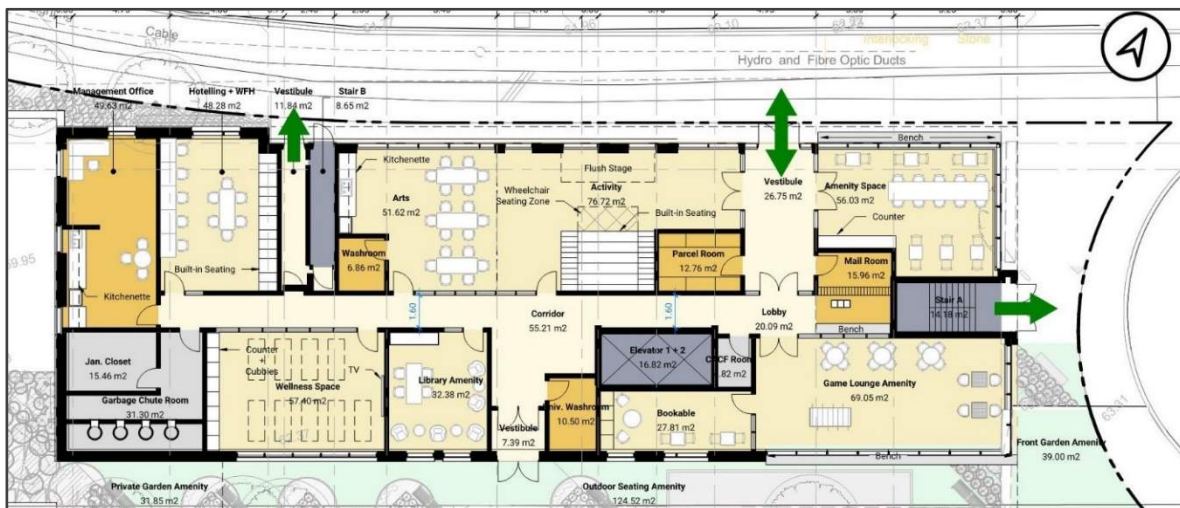 Cable
Interlocking Stone
Hydro and Fibre Optic Ducts
Management Office
49.63 m2
Hotelling + WFH
48.28 m2
Vestibule
11.84 m2
Stair B
8.65 m2
Bench
Kitchenette
Flush Stage
Arts
51.62 m2
Wheelchair
Seating Zone
Activity
76.72 m2
Built-in Seating
Vestibule
26.75 m2
Amenity Space
56.03 m2
Counter
Washroom
6.86 m2
Parcel Room
12.76 m2
Mail Room
15.96 m2
Built-in Seating
Kitchenette
1.60
Corridor
55.21 m2
1.60
Lobby
20.09 m2
Stair A
14.18 m2
Bench
Jan. Closet
15.46 m2
Counter
+
Cubbies
TV
Wellness Space
57.40 m2
Library Amenity
32.38 m2
Elevator 1 + 2
16.82 m2
Room
.82 m2
Game Lounge Amenity
69.05 m2
Garbage Chute Room
31.30 m2
Vestibule
7.39 m2
Univ. Washroom
10.50 m2
Bookable
27.81 m2
Bench
Front Garden Amenity
39.00 m2
Private Garden Amenity
31.85 m2
Outdoor Seating Amenity
124.52 m2